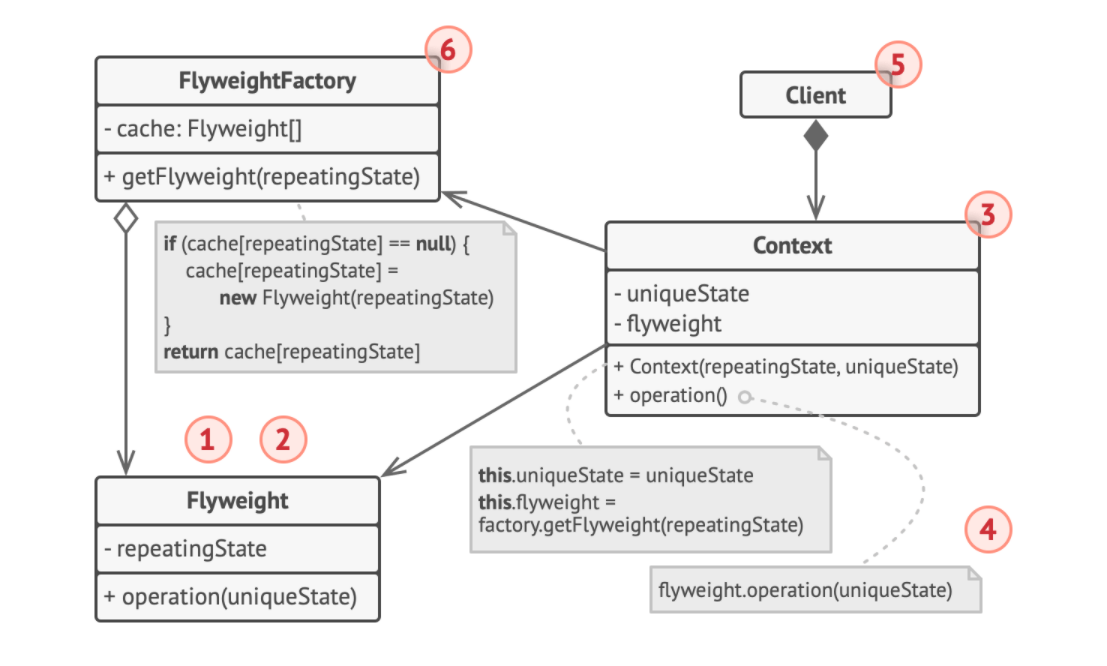 6
FlyweightFactory
- cache: Flyweight[]
+ getFlyweight(repeatingState)
if (cache[repeatingState] == null) {
cache[repeatingState] =
new Flyweight(repeatingState)
}
return cache[repeatingState]
5
Client
3
Context
- uniqueState
- flyweight
+ Context(repeatingState, uniqueState)
+ operation()
1
2
Flyweight
- repeatingState
+ operation(uniqueState)
this.uniqueState = uniqueState
this.flyweight =
factory.getFlyweight(repeatingState)
4
flyweight.operation(uniqueState)